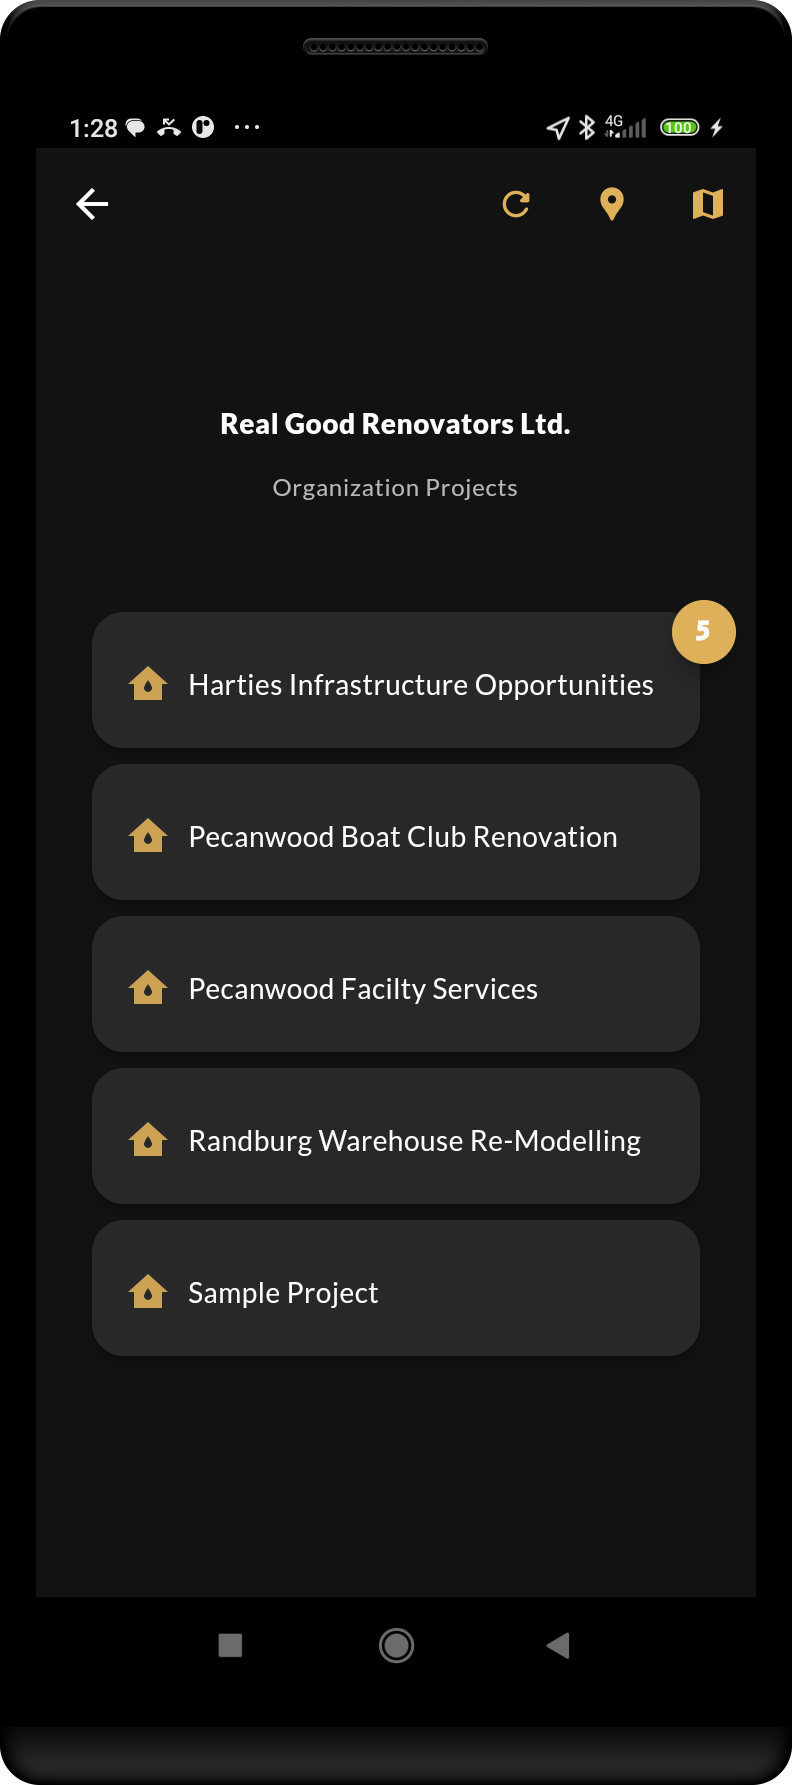 1:28
4G
100
Real Good Renovators Ltd.
Organization Projects
5
Harties Infrastructure Opportunities
Pecanwood Boat Club Renovation
Pecanwood Facilty Services
Randburg Warehouse Re-Modelling
Sample Project